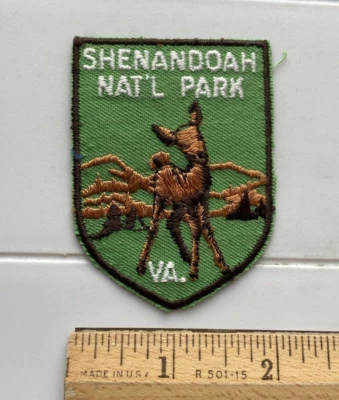 SHENANDOAH
NAT'L PARK
VA.
1 2
MADE IN U.S.A R 501-15